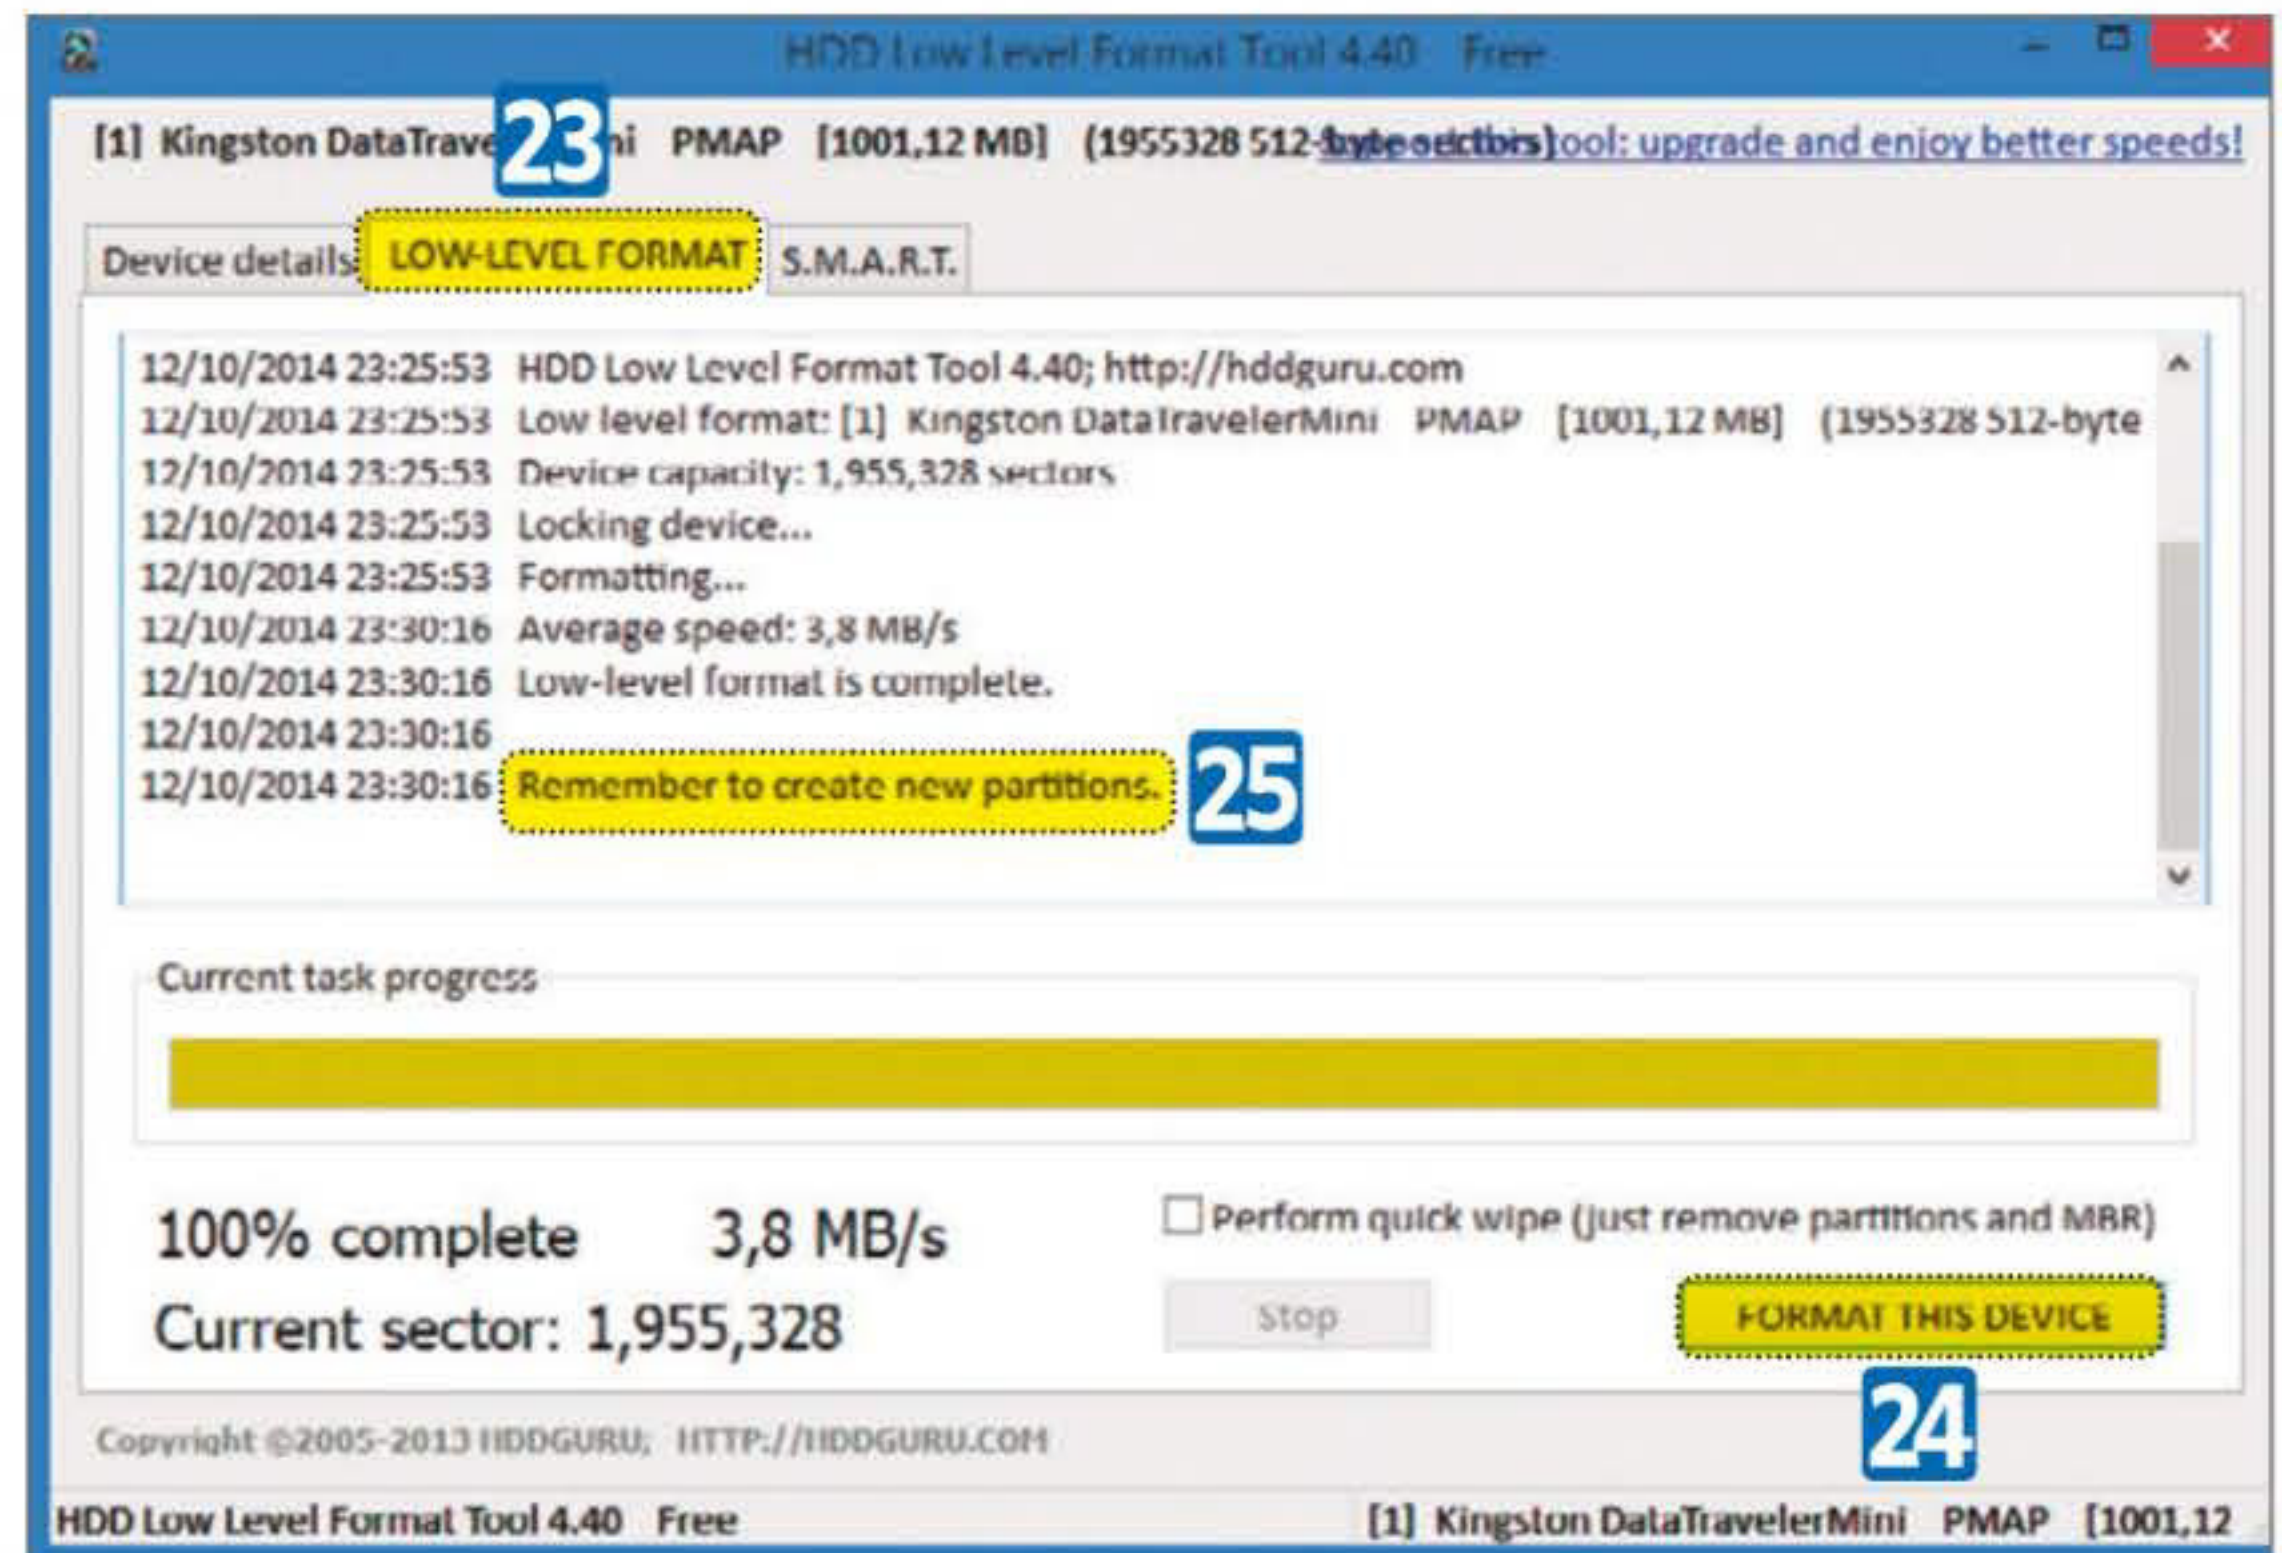 HDD Low Level Format Tool 4.40 Free
23
[1] Kingston DataTrave ni PMAP [1001,12 MB] (1955328 512-byte sectors) tool: upgrade and enjoy better speeds!
Device details LOW-LEVEL FORMAT S.M.A.R.T.
12/10/2014 23:25:53 HDD Low Level Format Tool 4.40; http://hddguru.com
12/10/2014 23:25:53 Low level format: [1] Kingston DataTravelerMini PMAP [1001,12 MB] (1955328 512-byte
12/10/2014 23:25:53 Device capacity: 1,955,328 sectors
12/10/2014 23:25:53 Locking device...
12/10/2014 23:25:53 Formatting...
12/10/2014 23:30:16 Average speed: 3,8 MB/s
12/10/2014 23:30:16 Low-level format is complete.
12/10/2014 23:30:16
12/10/2014 23:30:16 Remember to create new partitions. 25
Current task progress
100% complete 3,8 MB/s
Perform quick wipe (just remove partitions and MBR)
Current sector: 1,955,328
Stop FORMAT THIS DEVICE
24
Copyright ©2005-2013 HDDGURU; HTTP://HDDGURU.COM
HDD Low Level Format Tool 4.40 Free [1] Kingston DataTravelerMini PMAP [1001,12